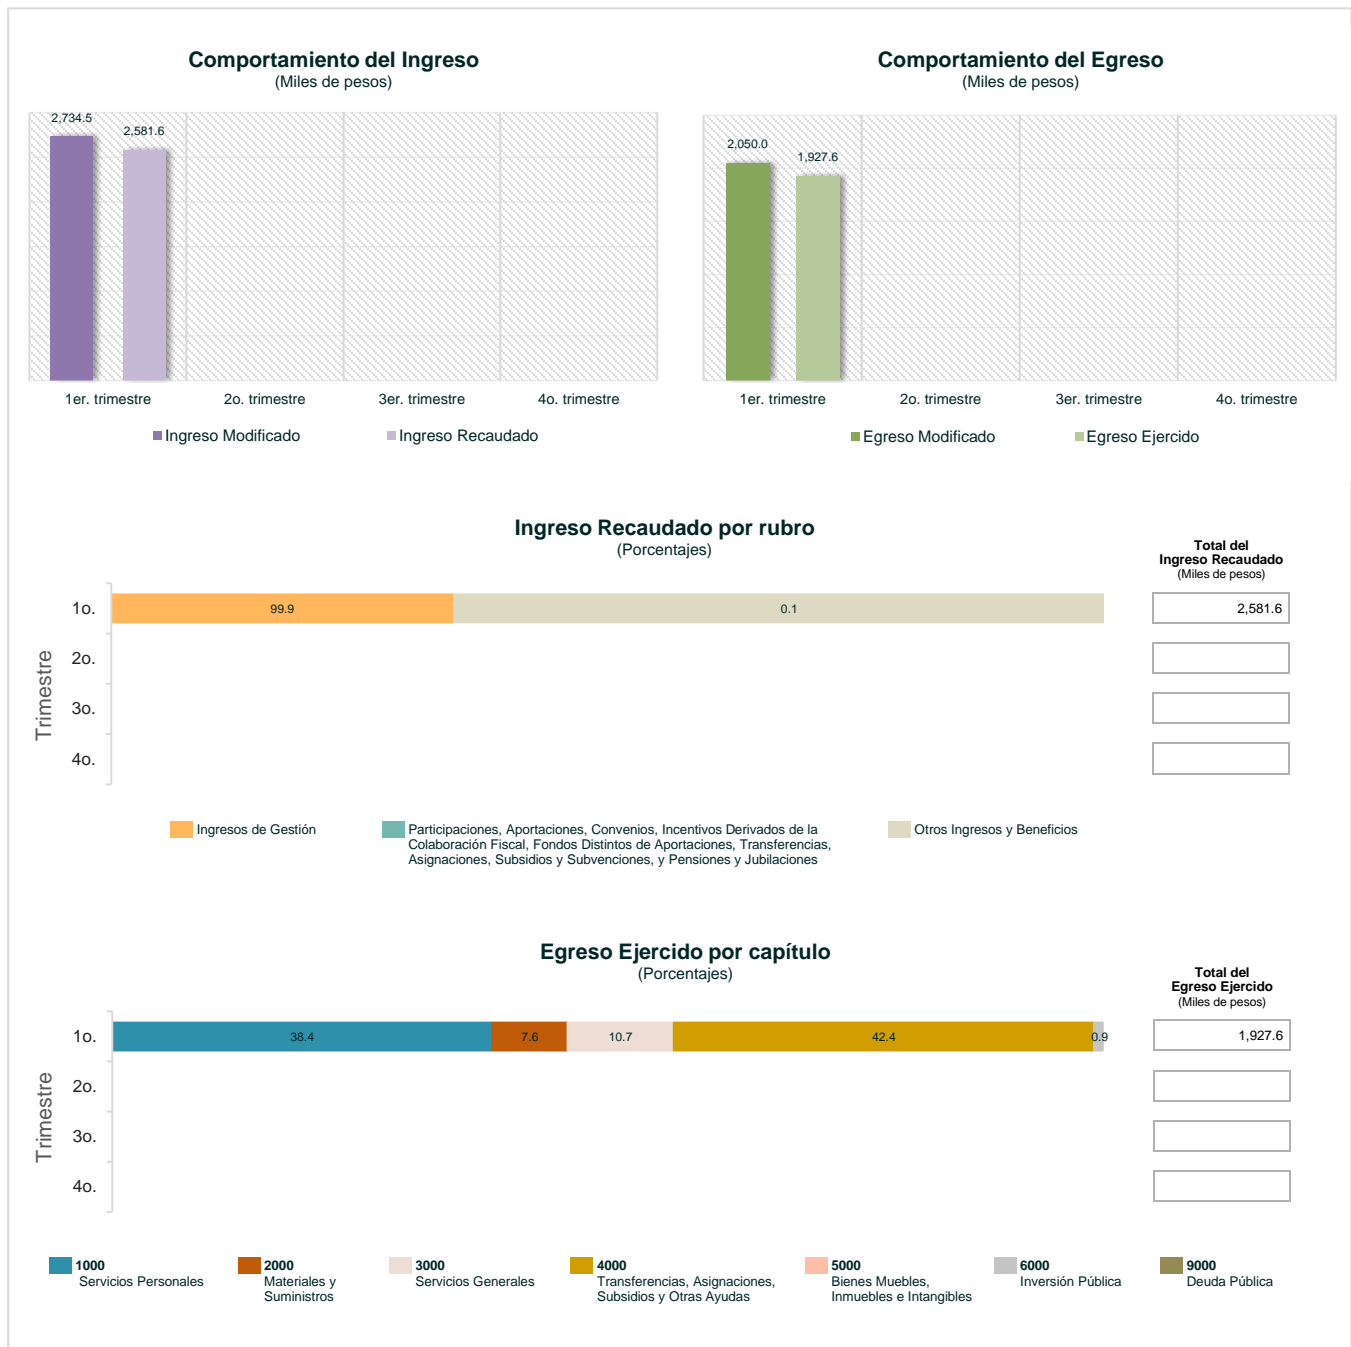 Comportamiento del Ingreso
(Miles de pesos)
2,734.5
2,581.6
1er. trimestre
2o. trimestre
3er. trimestre
4o. trimestre
Ingreso Modificado
Ingreso Recaudado
Comportamiento del Egreso
(Miles de pesos)
2,050.0
1,927.6
1er. trimestre
2o. trimestre
3er. trimestre
4o. trimestre
Egreso Modificado
Egreso Ejercido
Ingreso Recaudado por rubro
(Porcentajes)
Total del
Ingreso Recaudado
(Miles de pesos)
Trimestre
1o.
99.9
0.1
2,581.6
2o.
3o.
4o.
Ingresos de Gestión
Participaciones, Aportaciones, Convenios, Incentivos Derivados de la
Colaboración Fiscal, Fondos Distintos de Aportaciones, Transferencias,
Asignaciones, Subsidios y Subvenciones, y Pensiones y Jubilaciones
Otros Ingresos y Beneficios
Egreso Ejercido por capítulo
(Porcentajes)
Total del
Egreso Ejercido
(Miles de pesos)
Trimestre
1o.
38.4
7.6
10.7
42.4
0.9
1,927.6
2o.
3o.
4o.
1000
Servicios Personales
2000
Materiales y
Suministros
3000
Servicios Generales
4000
Transferencias, Asignaciones,
Subsidios y Otras Ayudas
5000
Bienes Muebles,
Inmuebles e Intangibles
6000
Inversión Pública
9000
Deuda Pública